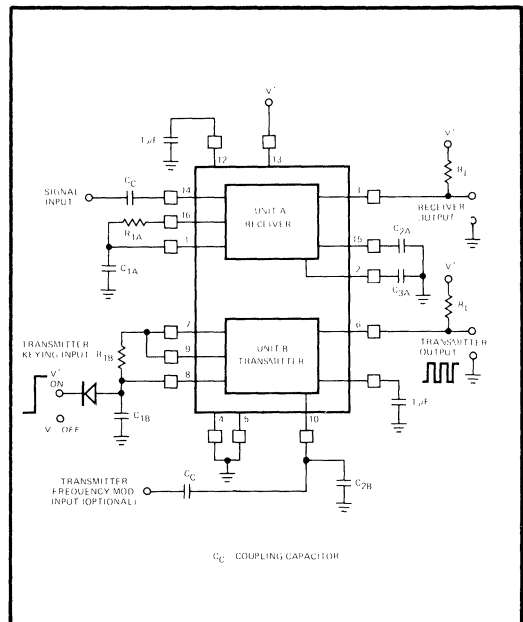 V+
1µF
12
13
V+
RL
SIGNAL
INPUT
CC
14
16
R1A
1
C1A
UNIT A
RECEIVER
3
RECEIVER
OUTPUT
15
C2A
2
C3A
V+
RL
6
TRANSMITTER
OUTPUT
1µF
TRANSMITTER
KEYING INPUT
R1B
7
9
8
UNIT B
TRANSMITTER
V+
ON
V- OFF
C1B
4
5
10
CC
C2B
TRANSMITTER
FREQUENCY MOD
INPUT (OPTIONAL)
CC COUPLING CAPACITOR